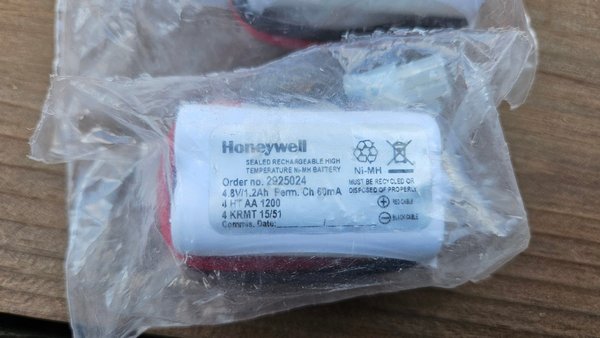 Honeywell
SEALED RECHARGEABLE HIGH
TEMPERATURE Ni-MH BATTERY
Order no. 2925024
4.8V/1.2Ah Perm. Ch 60mA
4 HT AA 1200
4 KRMT 15/51
Commiss. Date:
Ni-MH
MUST BE RECYCLED OR
DISPOSED OF PROPERLY
+ RED CABLE
- BLACK CABLE